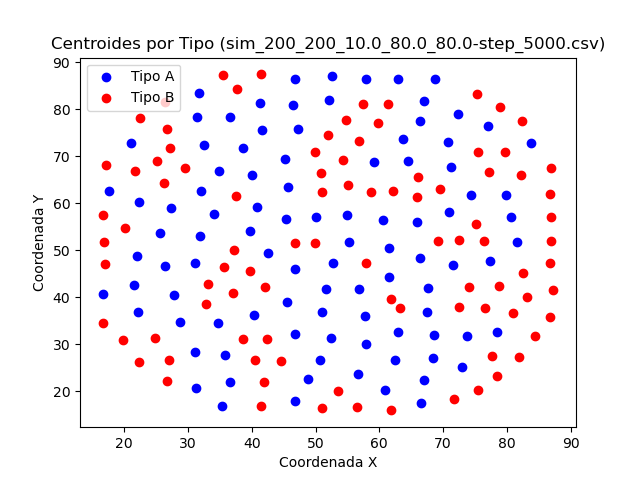 Centroides por Tipo (sim_200_200_10.0_80.0_80.0-step_5000.csv)
90
80
70
60
50
40
30
20
Coordenada Y
Tipo A
Tipo B
20 30 40 50 60 70 80 90
Coordenada X